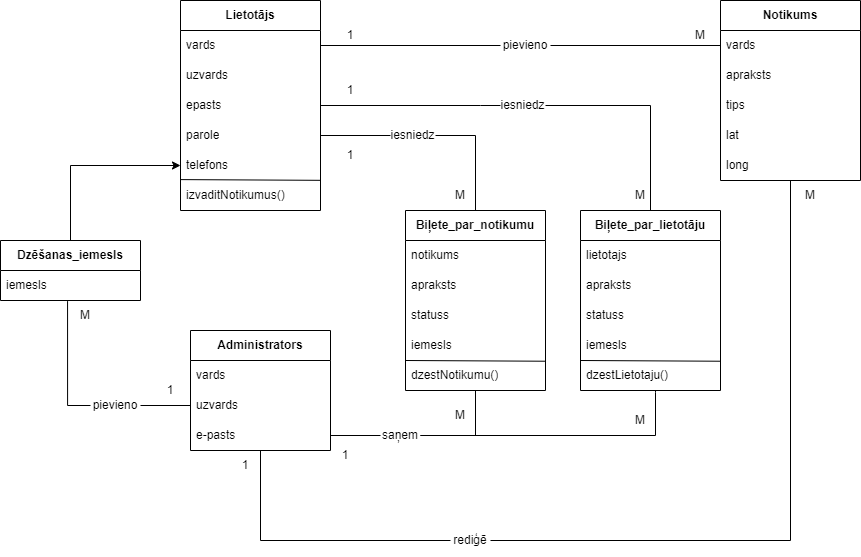 Lietotājs
vards
uzvards
epasts
parole
telefons
izvaditNotikumus()
1
pievieno
M
1
iesniedz
M
iesniedz
1
M
Notikums
vards
apraksts
tips
lat
long
M
Dzēšanas_iemesls
iemesls
M
pievieno
1
Biļete_par_notikumu
notikums
apraksts
statuss
iemesls
dzestNotikumu()
M
Biļete_par_lietotāju
lietotajs
apraksts
statuss
iemesls
dzestLietotaju()
M
Administrators
vards
uzvards
e-pasts
saņem
1
1
rediģē